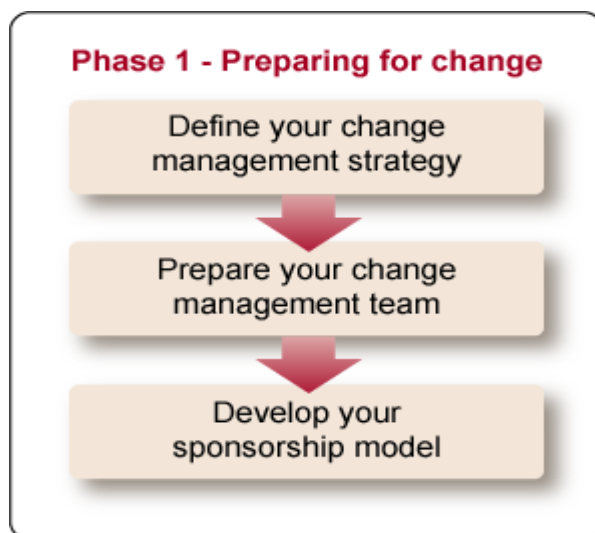 Phase 1 - Preparing for change
Define your change
management strategy
Prepare your change
management team
Develop your
sponsorship model